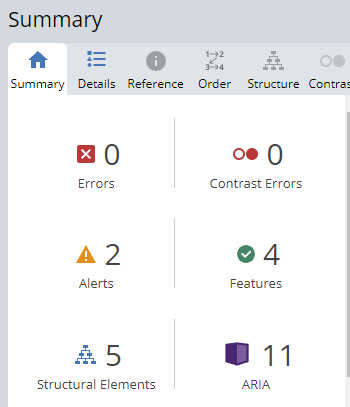 Summary
Summary Details Reference Order Structure Contras
0 0
Errors Contrast Errors
2 4
Alerts Features
5 11
Structural Elements ARIA